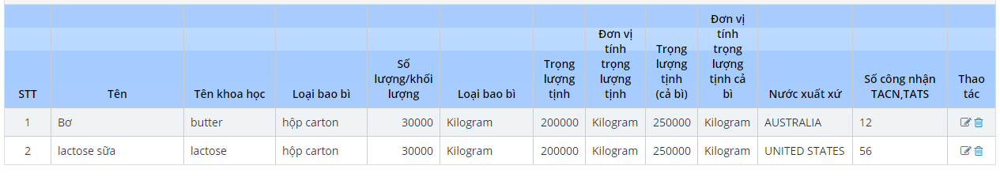 STT Tên Tên khoa học Loại bao bì Số lượng/khối lượng Loại bao bì Trọng lượng tịnh Đơn vị tính trọng lượng tịnh Trọng lượng tịnh (cả bì) Đơn vị tính trọng lượng tịnh cả bì Nước xuất xứ Số công nhận TACN,TATS Thao tác
1 Bơ butter hộp carton 30000 Kilogram 200000 Kilogram 250000 Kilogram AUSTRALIA 12
2 lactose sữa lactose hộp carton 30000 Kilogram 200000 Kilogram 250000 Kilogram UNITED STATES 56